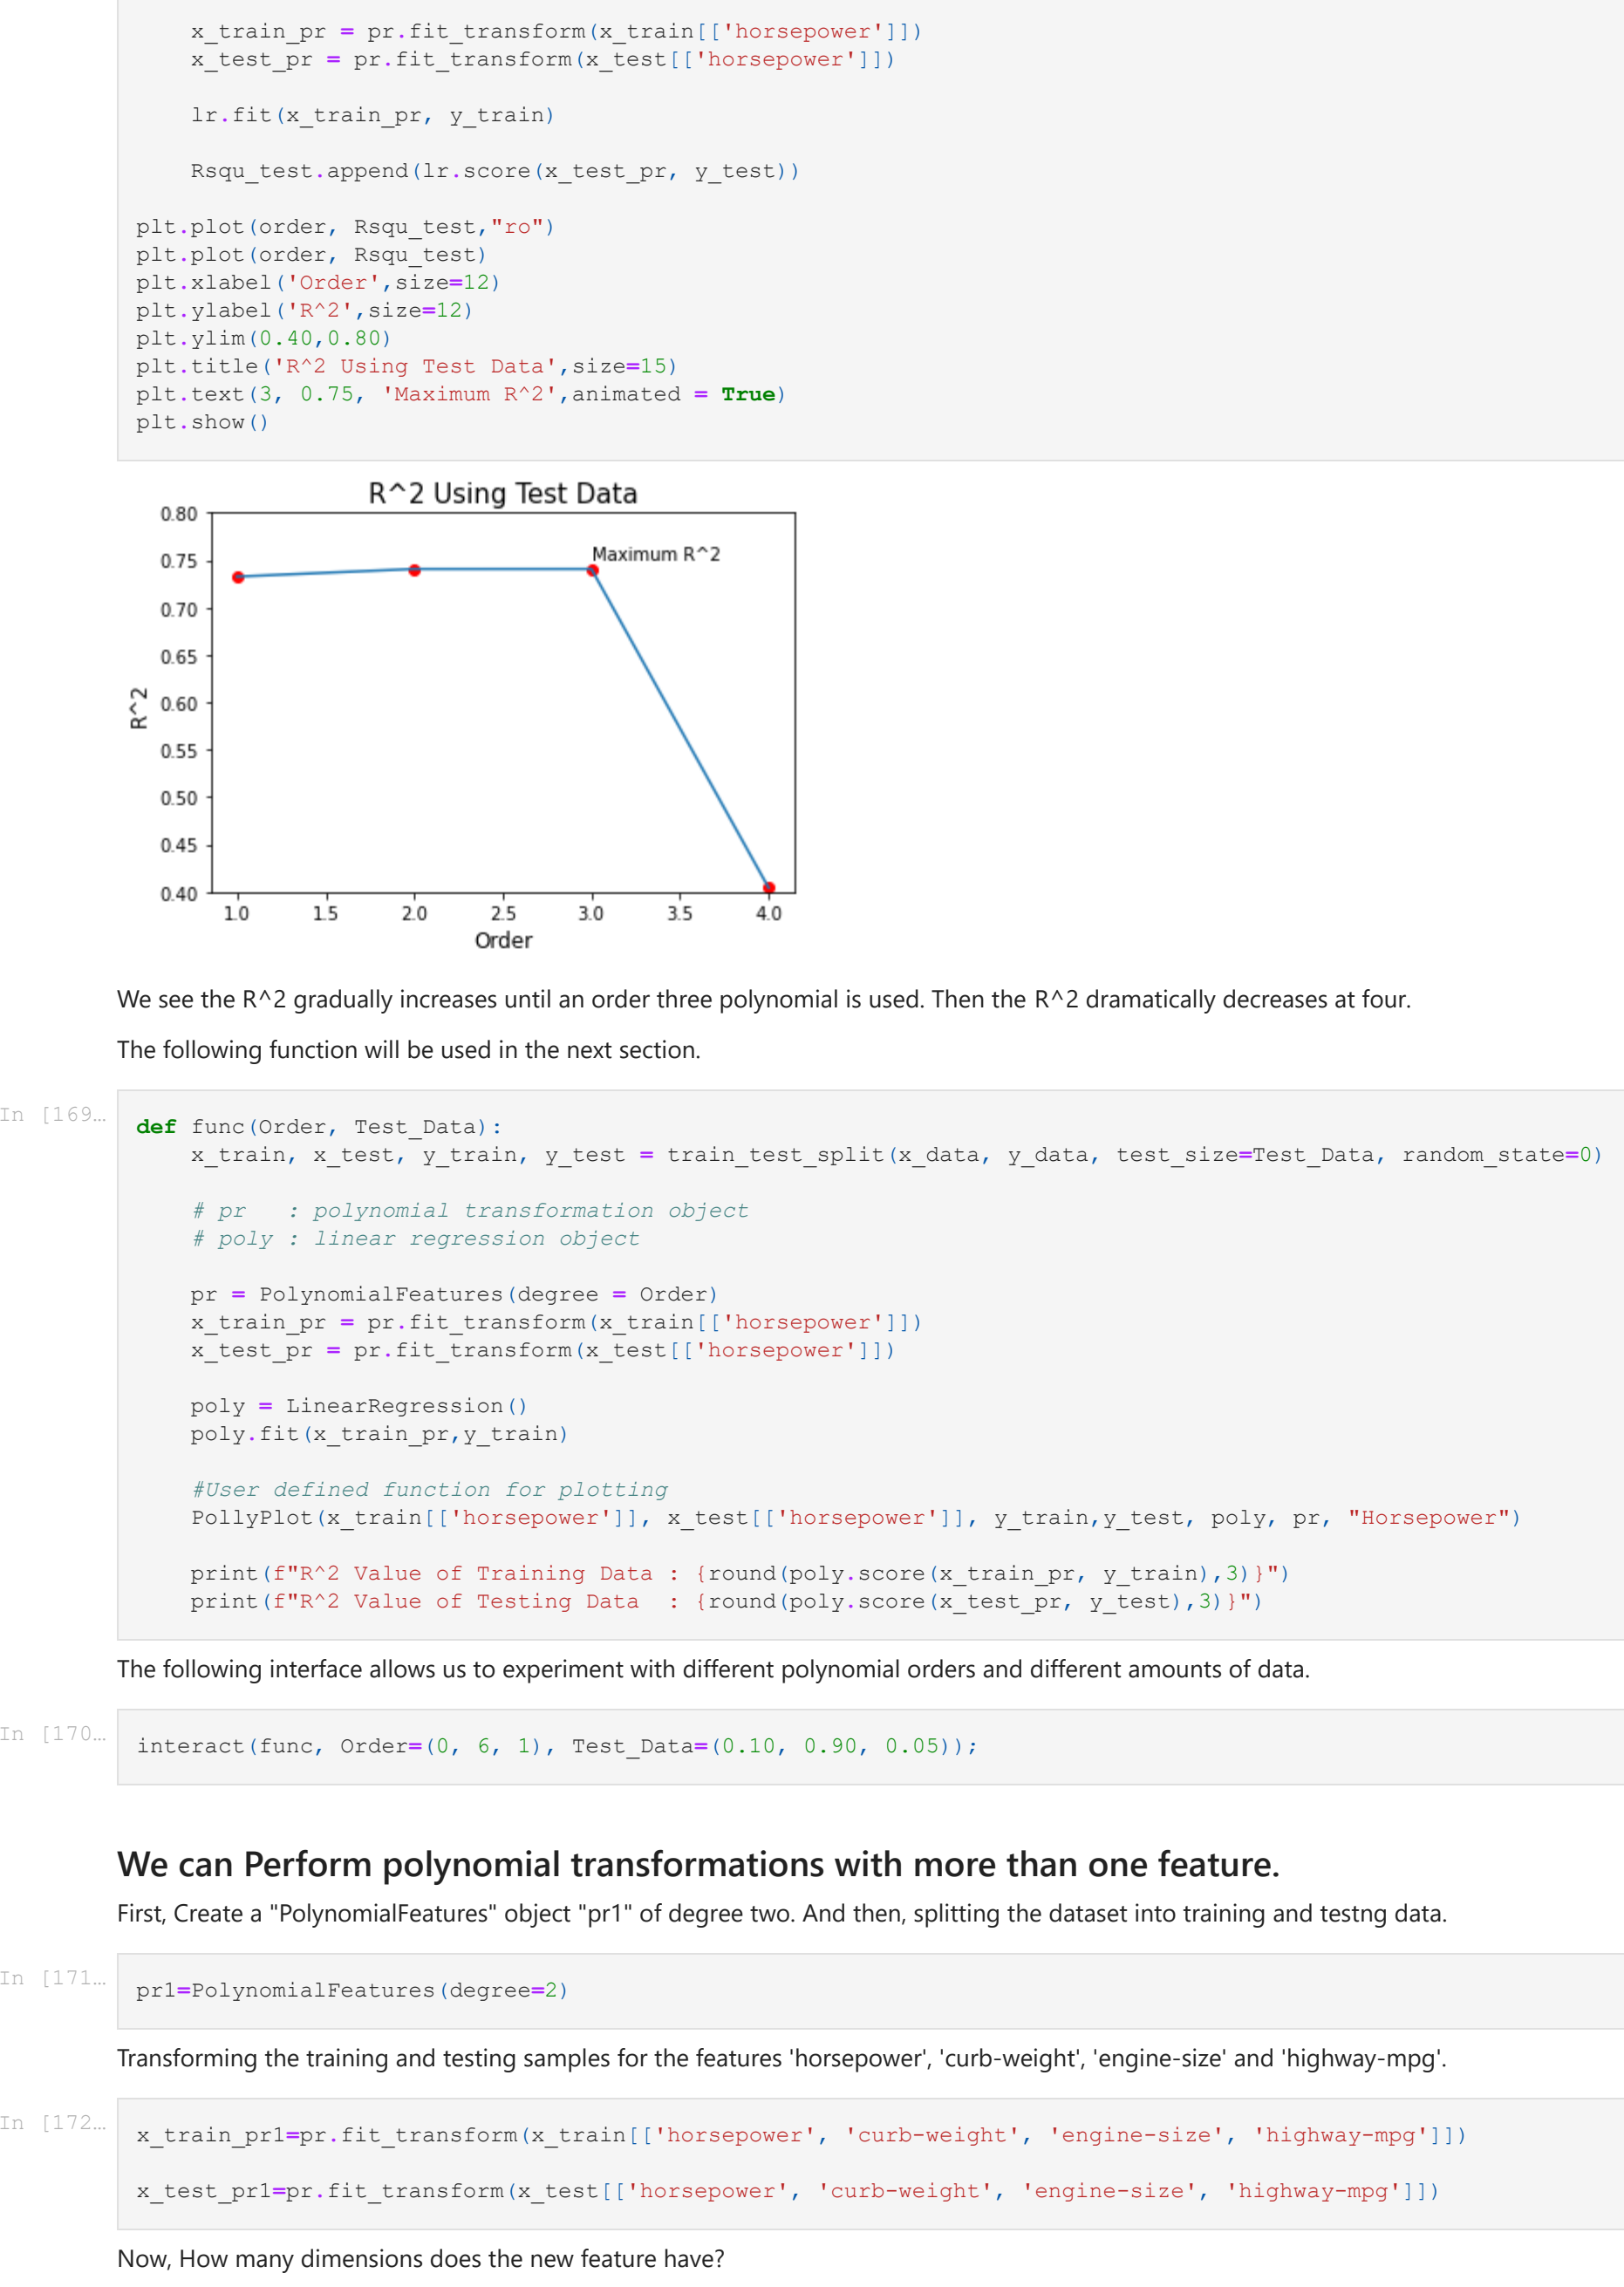 x_train_pr = pr.fit_transform(x_train[['horsepower']])
x_test_pr = pr.fit_transform(x_test[['horsepower']])
lr.fit(x_train_pr, y_train)
Rsqu_test.append(lr.score(x_test_pr, y_test))
plt.plot(order, Rsqu_test,"ro")
plt.plot(order, Rsqu_test)
plt.xlabel('Order',size=12)
plt.ylabel('R^2',size=12)
plt.ylim(0.40,0.80)
plt.title('R^2 Using Test Data',size=15)
plt.text(3, 0.75, 'Maximum R^2',animated = True)
plt.show()
R^2 Using Test Data
0.80
0.75
0.70
0.65
0.60
0.55
0.50
0.45
0.40
R^2
Maximum R^2
1.0 1.5 2.0 2.5 3.0 3.5 4.0
Order
We see the R^2 gradually increases until an order three polynomial is used. Then the R^2 dramatically decreases at four.
The following function will be used in the next section.
In [169…
def func(Order, Test_Data):
x_train, x_test, y_train, y_test = train_test_split(x_data, y_data, test_size=Test_Data, random_state=0)
# pr   : polynomial transformation object
# poly : linear regression object
pr = PolynomialFeatures(degree = Order)
x_train_pr = pr.fit_transform(x_train[['horsepower']])
x_test_pr = pr.fit_transform(x_test[['horsepower']])
poly = LinearRegression()
poly.fit(x_train_pr,y_train)
#User defined function for plotting
PollyPlot(x_train[['horsepower']], x_test[['horsepower']], y_train,y_test, poly, pr, "Horsepower")
print(f"R^2 Value of Training Data : {round(poly.score(x_train_pr, y_train),3)}")
print(f"R^2 Value of Testing Data  : {round(poly.score(x_test_pr, y_test),3)}")
The following interface allows us to experiment with different polynomial orders and different amounts of data.
In [170…
interact(func, Order=(0, 6, 1), Test_Data=(0.10, 0.90, 0.05));
We can Perform polynomial transformations with more than one feature.
First, Create a "PolynomialFeatures" object "pr1" of degree two. And then, splitting the dataset into training and testng data.
In [171…
pr1=PolynomialFeatures(degree=2)
Transforming the training and testing samples for the features 'horsepower', 'curb-weight', 'engine-size' and 'highway-mpg'.
In [172…
x_train_pr1=pr.fit_transform(x_train[['horsepower', 'curb-weight', 'engine-size', 'highway-mpg']])
x_test_pr1=pr.fit_transform(x_test[['horsepower', 'curb-weight', 'engine-size', 'highway-mpg']])
Now, How many dimensions does the new feature have?